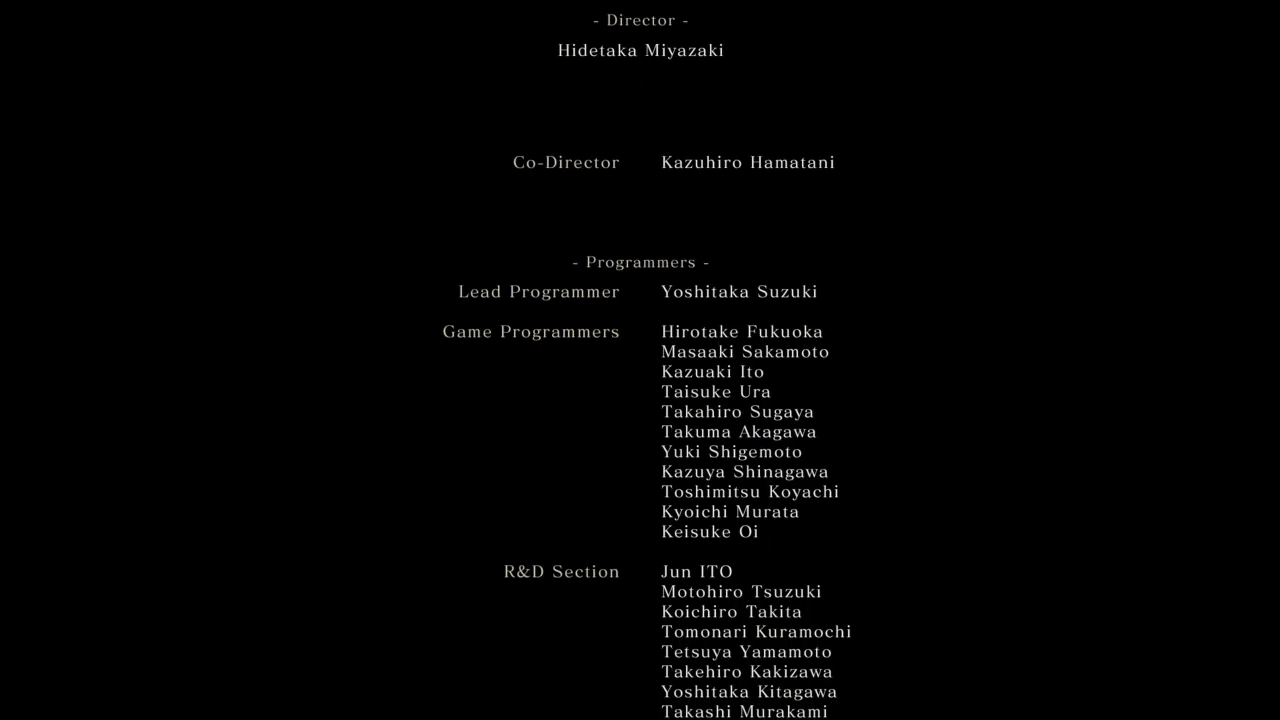 - Director -
Hidetaka Miyazaki
Co-Director Kazuhiro Hamatani
- Programmers -
Lead Programmer Yoshitaka Suzuki
Game Programmers Hirotake Fukuoka
Masaaki Sakamoto
Kazuaki Ito
Taisuke Ura
Takahiro Sugaya
Takuma Akagawa
Yuki Shigemoto
Kazuya Shinagawa
Toshimitsu Koyachi
Kyoichi Murata
Keisuke Oi
R&D Section Jun ITO
Motohiro Tsuzuki
Koichiro Takita
Tomonari Kuramochi
Tetsuya Yamamoto
Takehiro Kakizawa
Yoshitaka Kitagawa
Takashi Murakami